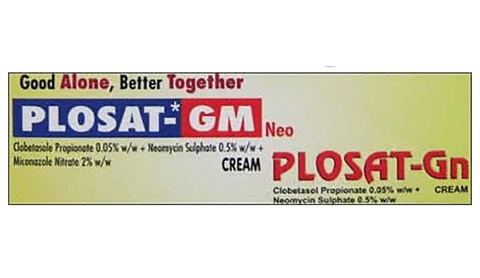 Good Alone, Better Together
PLOSAT-* GM Neo
Clobetasole Propionate 0.05% w/w + Neomycin Sulphate 0.5% w/w +
Miconazole Nitrate 2% w/w
CREAM
PLOSAT-Gn
Clobetasol Propionate 0.05% w/w + CREAM
Neomycin Sulphate 0.5% w/w